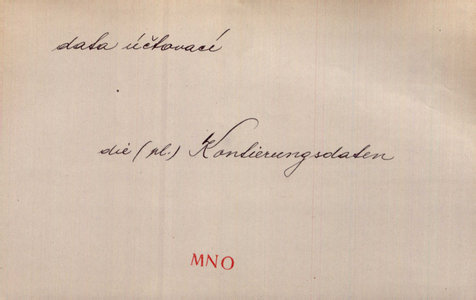 data účtovací
die (pl.) Kontierungsdaten
MNO